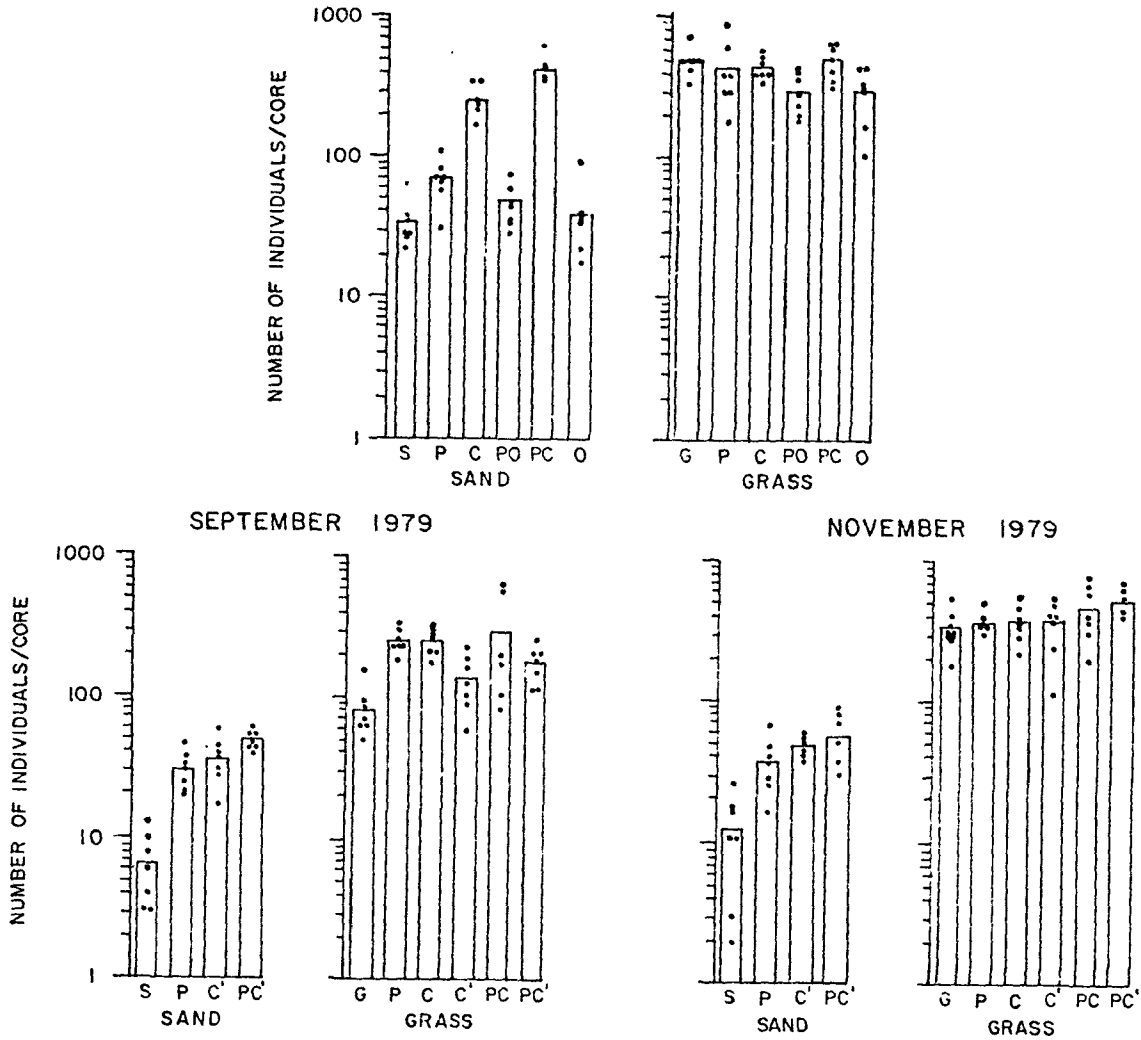 NUMBER OF INDIVIDUALS/CORE
1000
100
10
1
S P C PO PC O
SAND
G P C PO PC O
GRASS
SEPTEMBER 1979
NOVEMBER 1979
NUMBER OF INDIVIDUALS/CORE
1000
100
10
1
S P C' PC'
SAND
G P C C' PC PC'
GRASS
S P C' PC'
SAND
G P C C' PC PC'
GRASS